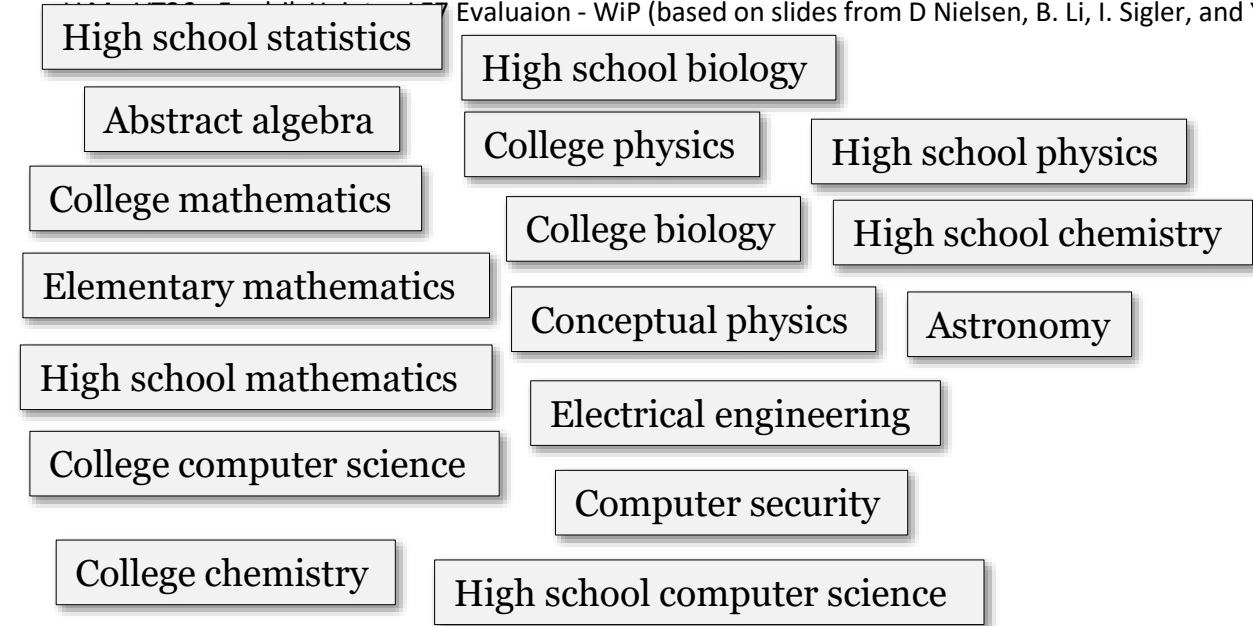 Evaluaion - WiP (based on slides from D Nielsen, B. Li, I. Sigler, and
High school statistics
High school biology
Abstract algebra
College physics
High school physics
College mathematics
College biology
High school chemistry
Elementary mathematics
Conceptual physics
Astronomy
High school mathematics
Electrical engineering
College computer science
Computer security
College chemistry
High school computer science